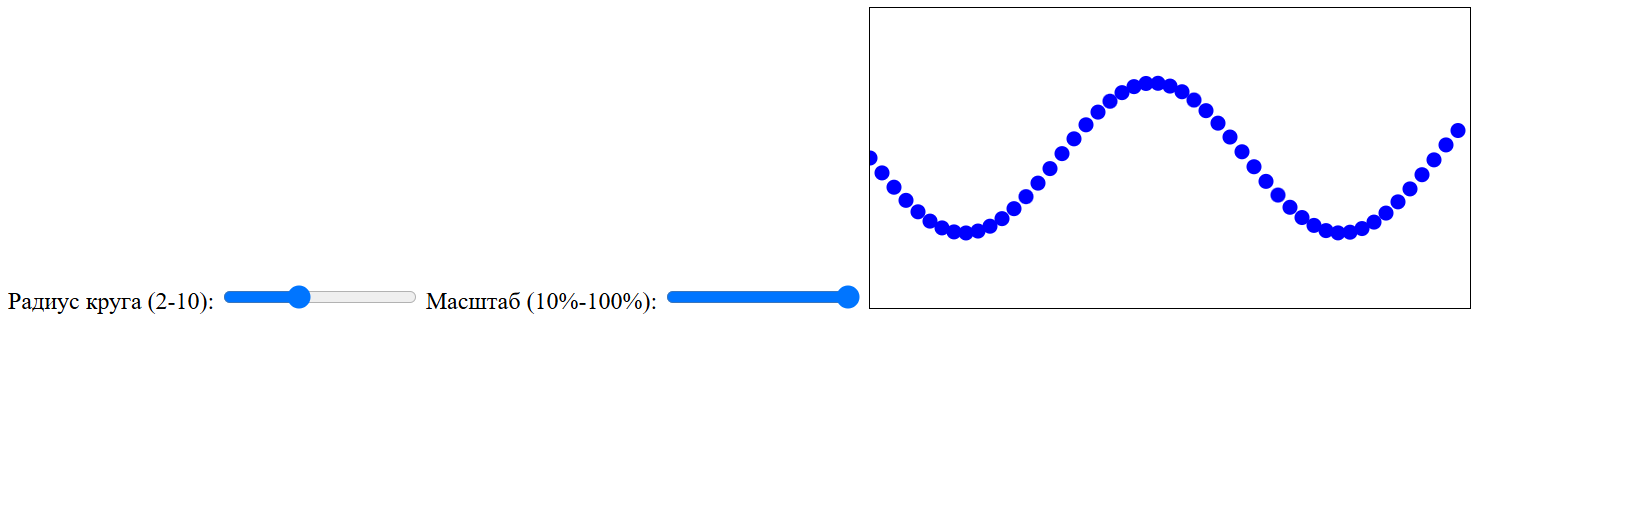 Радиус круга (2-10): Масштаб (10%-100%):